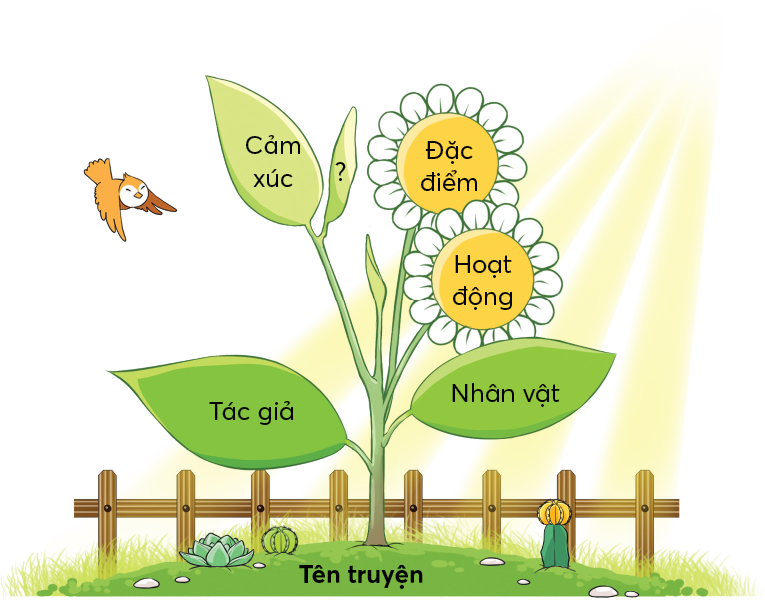 Cảm
xúc
?
Đặc
điểm
Hoạt
động
Tác giả
Nhân vật
Tên truyện